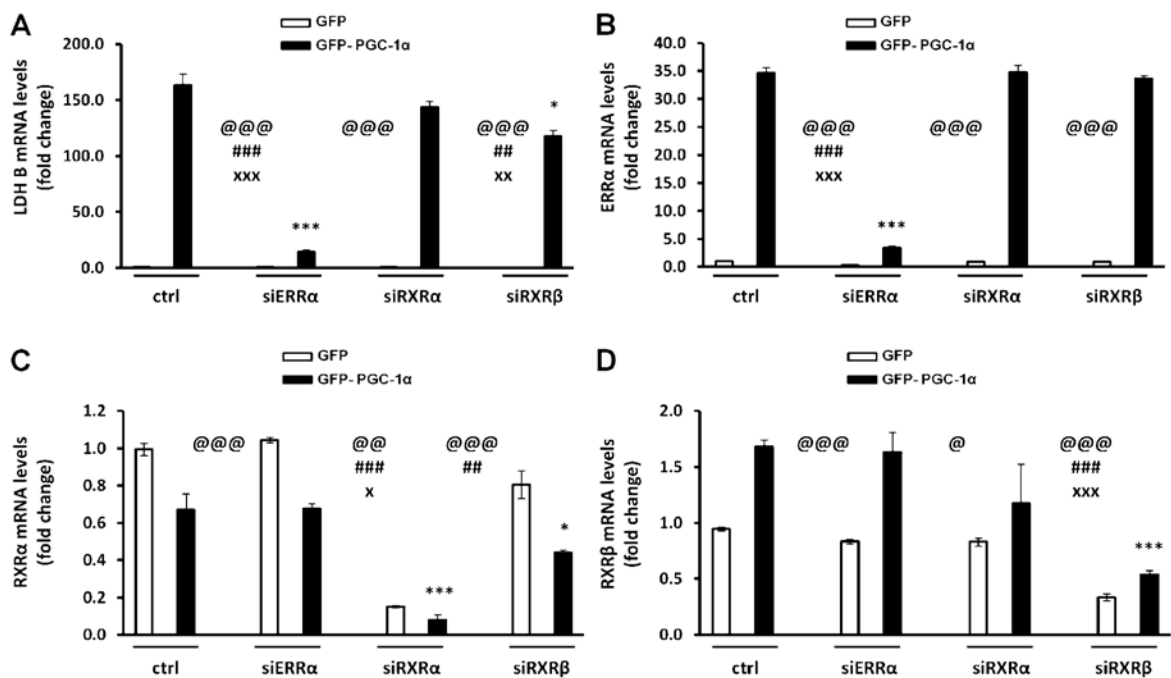 A
GFP
GFP- PGC-1α
LDH B mRNA levels
(fold change)
200.0
150.0
100.0
50.0
0.0
@@@
###
xxx
***
@@@
@@@
##
xx
*
ctrl
siERRα
siRXRα
siRXRβ
B
GFP
GFP- PGC-1α
ERRα mRNA levels
(fold change)
40.0
35.0
30.0
25.0
20.0
15.0
10.0
5.0
0.0
@@@
###
xxx
***
@@@
@@@
ctrl
siERRα
siRXRα
siRXRβ
C
GFP
GFP- PGC-1α
RXRα mRNA levels
(fold change)
1.2
1.0
0.8
0.6
0.4
0.2
0.0
@@@
@@
###
x
***
@@@
##
*
ctrl
siERRα
siRXRα
siRXRβ
D
GFP
GFP- PGC-1α
RXRβ mRNA levels
(fold change)
2.0
1.5
1.0
0.5
0.0
@@@
@
@@@
###
xxx
***
ctrl
siERRα
siRXRα
siRXRβ